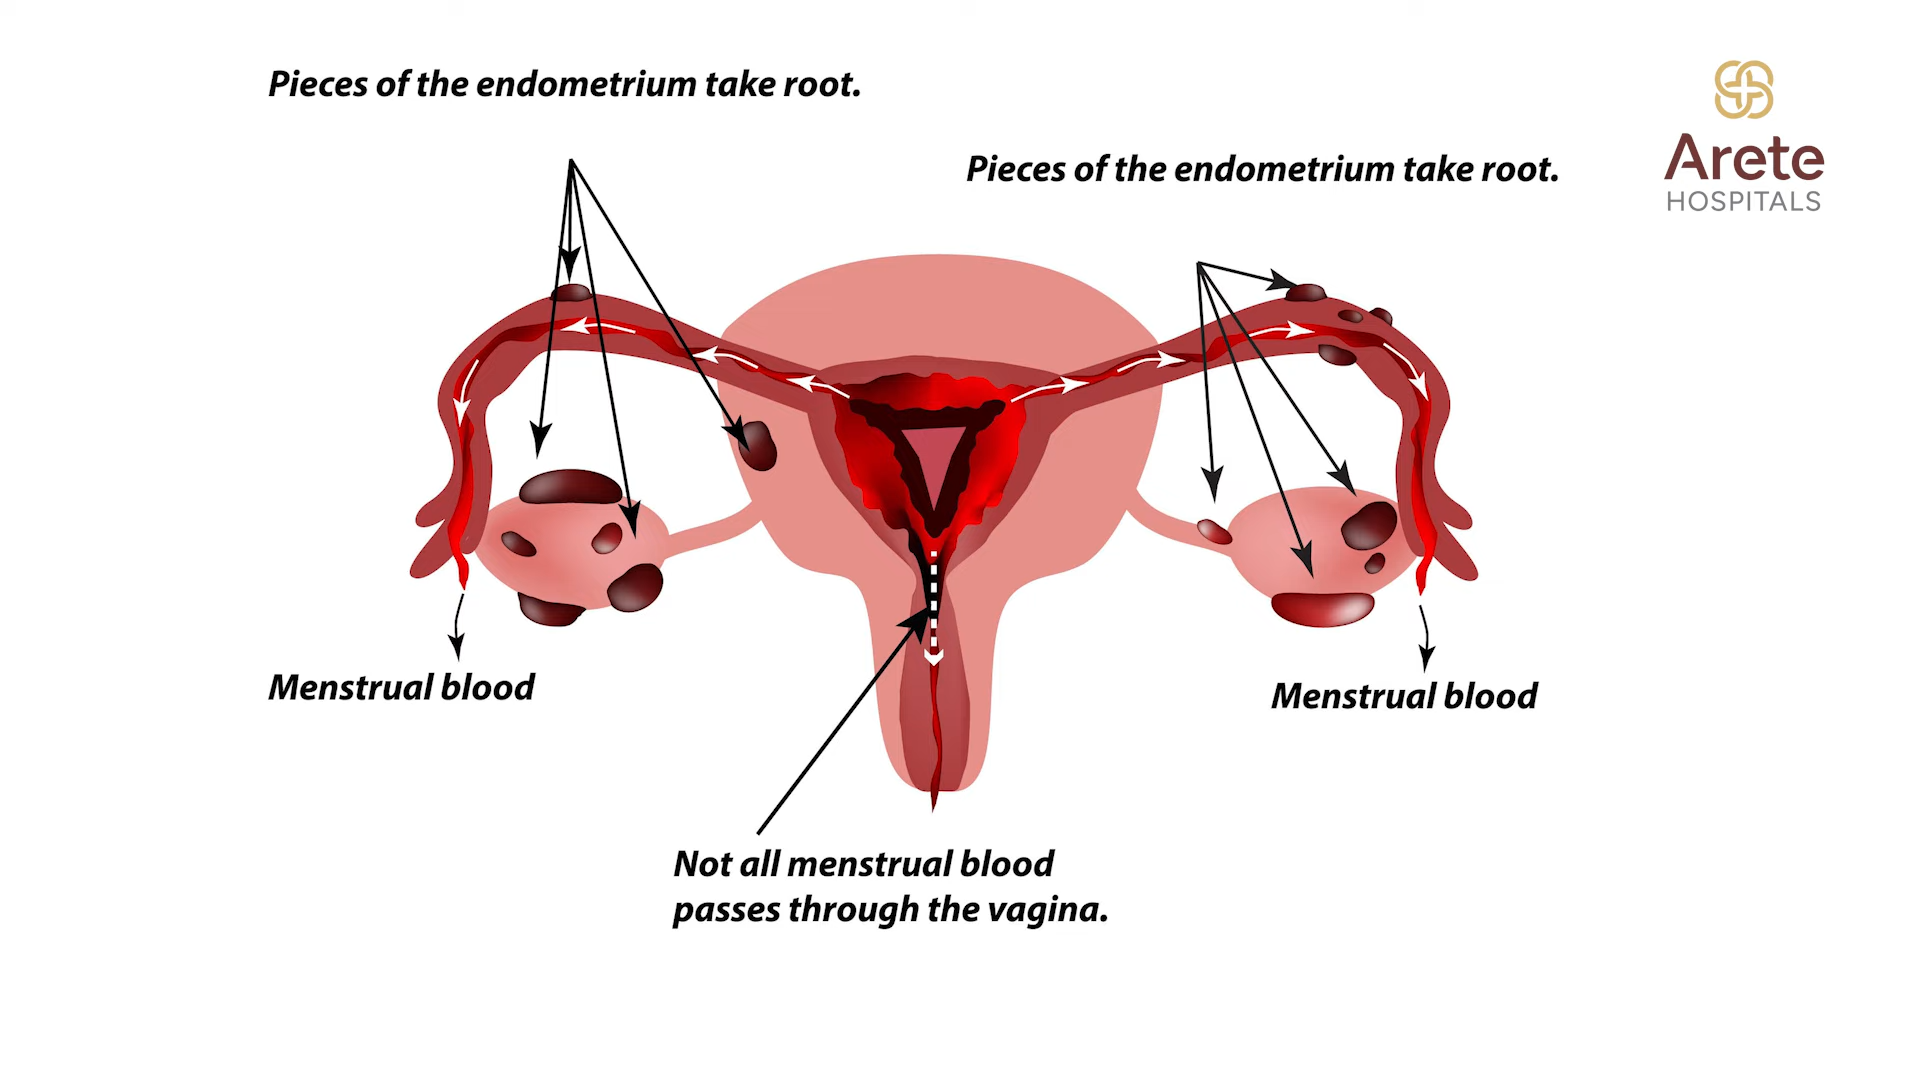 Pieces of the endometrium take root.
Pieces of the endometrium take root.
Arete
HOSPITALS
Menstrual blood
Menstrual blood
Not all menstrual blood
passes through the vagina.